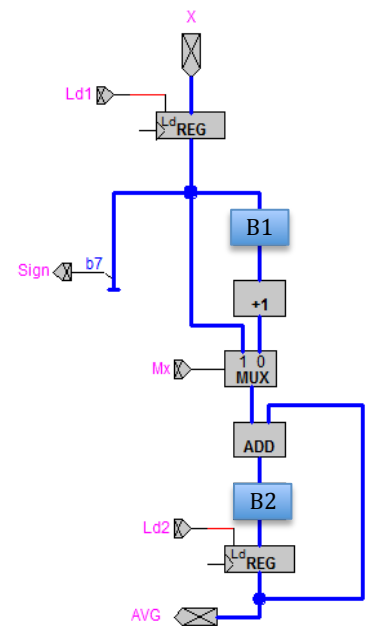 X
Ld1
Ld
REG
B1
b7
Sign
+1
1 0
Mx
MUX
ADD
B2
Ld2
Ld
REG
AVG